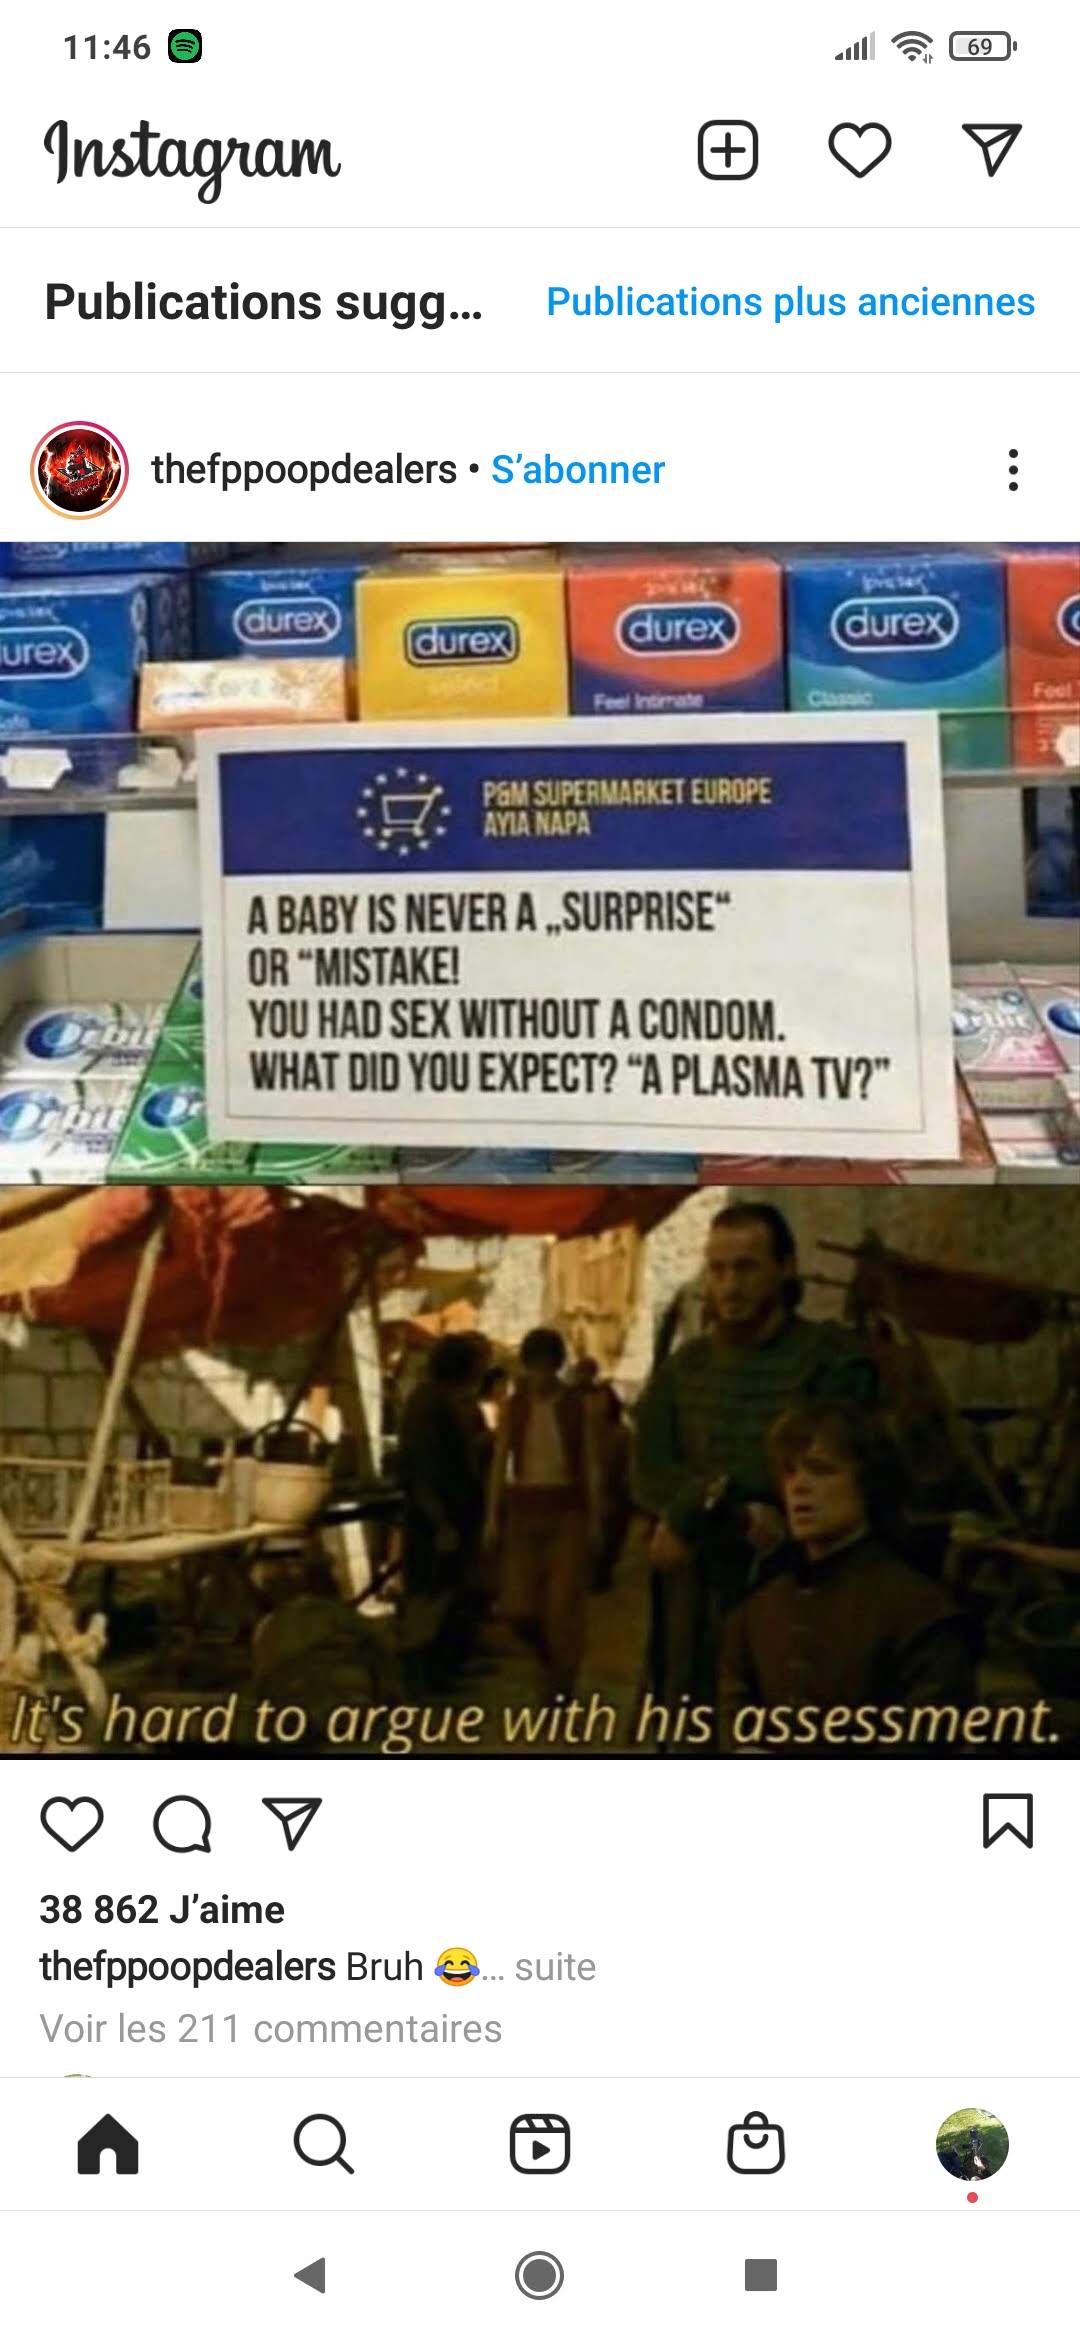 11:46
69
Instagram
Publications sugg...
Publications plus anciennes
thefppoopdealers • S’abonner
durex
durex
durex
durex
urex
Feel Intimate
Classic
Feel
P&M SUPERMARKET EUROPE
AYIA NAPA
A BABY IS NEVER A „SURPRISE“
OR “MISTAKE!
YOU HAD SEX WITHOUT A CONDOM.
WHAT DID YOU EXPECT? “A PLASMA TV?”
Orbit
Orbit
Orbit
It's hard to argue with his assessment.
38 862 J’aime
thefppoopdealers Bruh 😂... suite
Voir les 211 commentaires